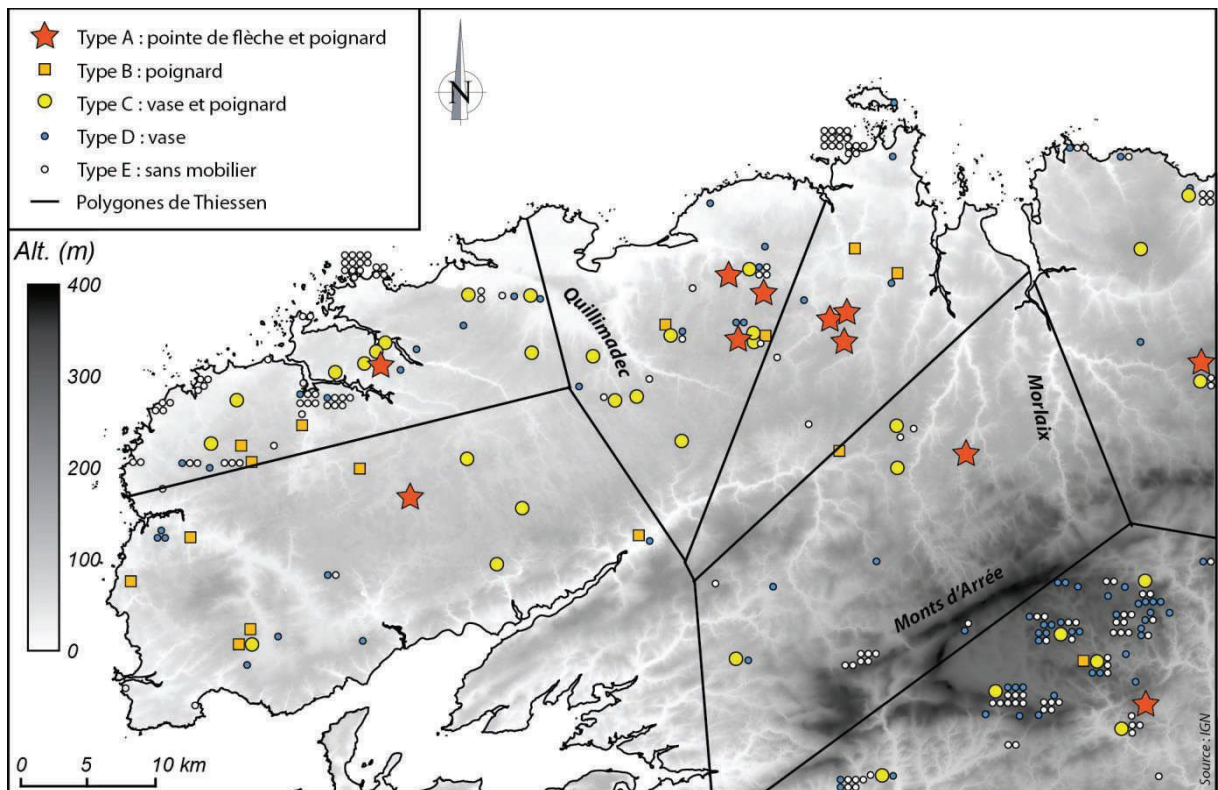 Type A : pointe de flèche et poignard
Type B : poignard
Type C : vase et poignard
Type D : vase
Type E : sans mobilier
Polygones de Thiessen
N
Alt. (m)
400
300
200
100
0
Quillimadec
Morlaix
Monts d'Arrée
0 5 10 km
Source : IGN